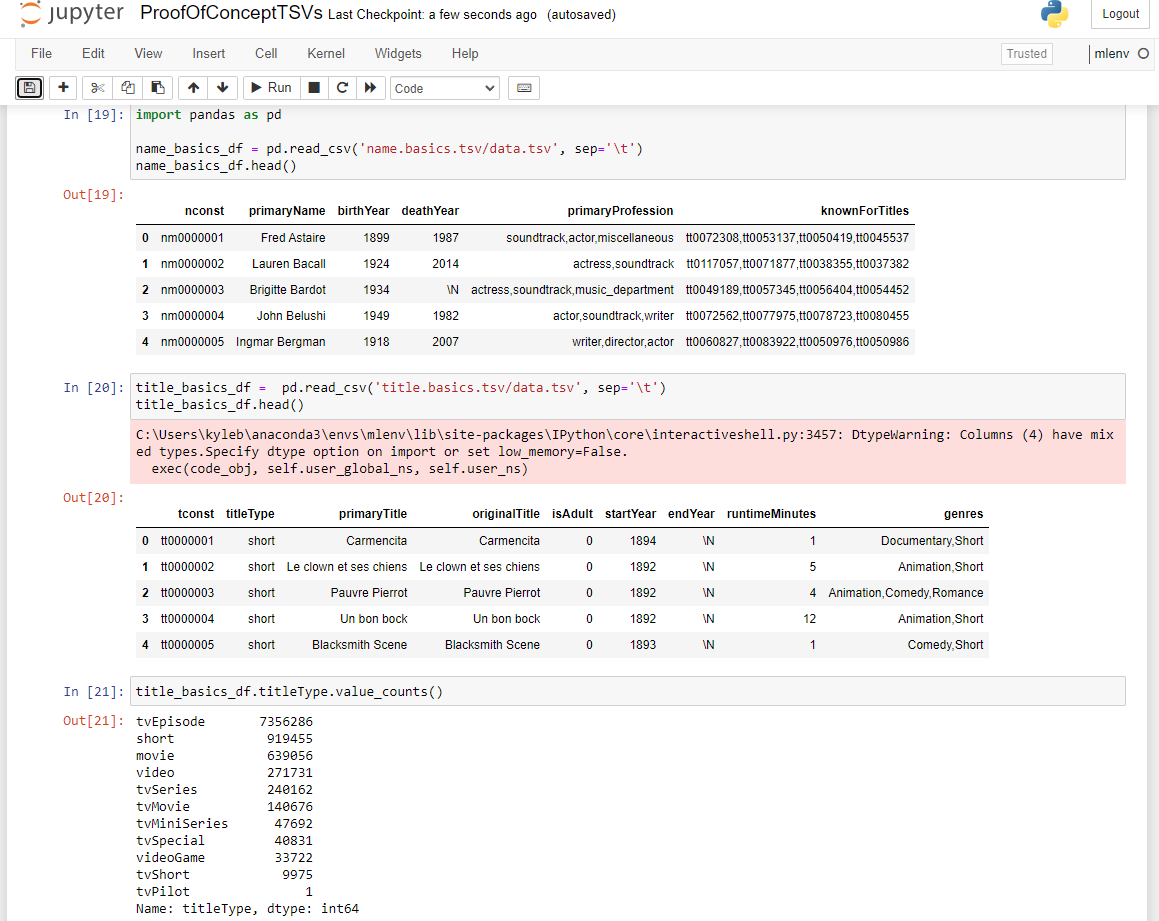 jupyter ProofOfConceptTSVs Last Checkpoint: a few seconds ago (autosaved) Logout
File Edit View Insert Cell Kernel Widgets Help Trusted mlenv
Run Code
In [19]: import pandas as pd
name_basics_df = pd.read_csv('name.basics.tsv/data.tsv', sep='\t')
name_basics_df.head()
Out[19]:
nconst primaryName birthYear deathYear primaryProfession knownForTitles
0 nm0000001 Fred Astaire 1899 1987 soundtrack,actor,miscellaneous tt0072308,tt0053137,tt0050419,tt0045537
1 nm0000002 Lauren Bacall 1924 2014 actress,soundtrack tt0117057,tt0071877,tt0038355,tt0037382
2 nm0000003 Brigitte Bardot 1934 \N actress,soundtrack,music_department tt0049189,tt0057345,tt0056404,tt0054452
3 nm0000004 John Belushi 1949 1982 actor,soundtrack,writer tt0072562,tt0077975,tt0078723,tt0080455
4 nm0000005 Ingmar Bergman 1918 2007 writer,director,actor tt0060827,tt0083922,tt0050976,tt0050986
In [20]: title_basics_df =  pd.read_csv('title.basics.tsv/data.tsv', sep='\t')
title_basics_df.head()
C:\Users\kyleb\anaconda3\envs\mlenv\lib\site-packages\IPython\core\interactiveshell.py:3457: DtypeWarning: Columns (4) have mix
ed types.Specify dtype option on import or set low_memory=False.
exec(code_obj, self.user_global_ns, self.user_ns)
Out[20]:
tconst titleType primaryTitle originalTitle isAdult startYear endYear runtimeMinutes genres
0 tt0000001 short Carmencita Carmencita 0 1894 \N 1 Documentary,Short
1 tt0000002 short Le clown et ses chiens Le clown et ses chiens 0 1892 \N 5 Animation,Short
2 tt0000003 short Pauvre Pierrot Pauvre Pierrot 0 1892 \N 4 Animation,Comedy,Romance
3 tt0000004 short Un bon bock Un bon bock 0 1892 \N 12 Animation,Short
4 tt0000005 short Blacksmith Scene Blacksmith Scene 0 1893 \N 1 Comedy,Short
In [21]: title_basics_df.titleType.value_counts()
Out[21]: tvEpisode 7356286
short 919455
movie 639056
video 271731
tvSeries 240162
tvMovie 140676
tvMiniSeries 47692
tvSpecial 40831
videoGame 33722
tvShort 9975
tvPilot 1
Name: titleType, dtype: int64